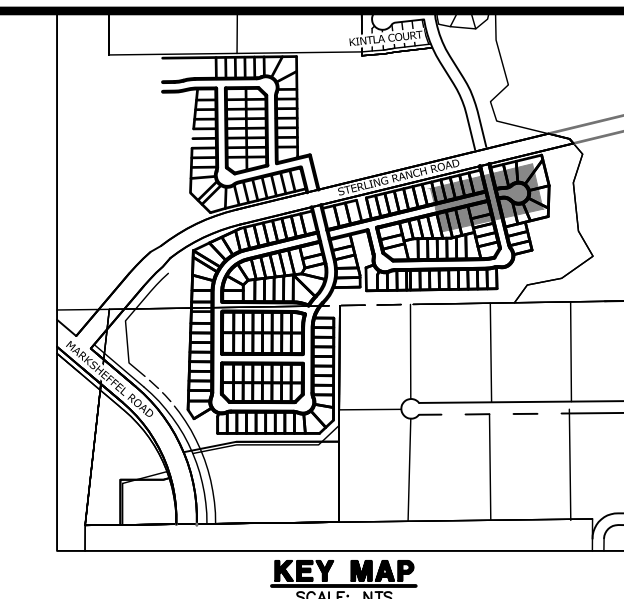 KINTLA COURT
STERLING RANCH ROAD
MARKSHEFFEL ROAD
KEY MAP
SCALE: NTS